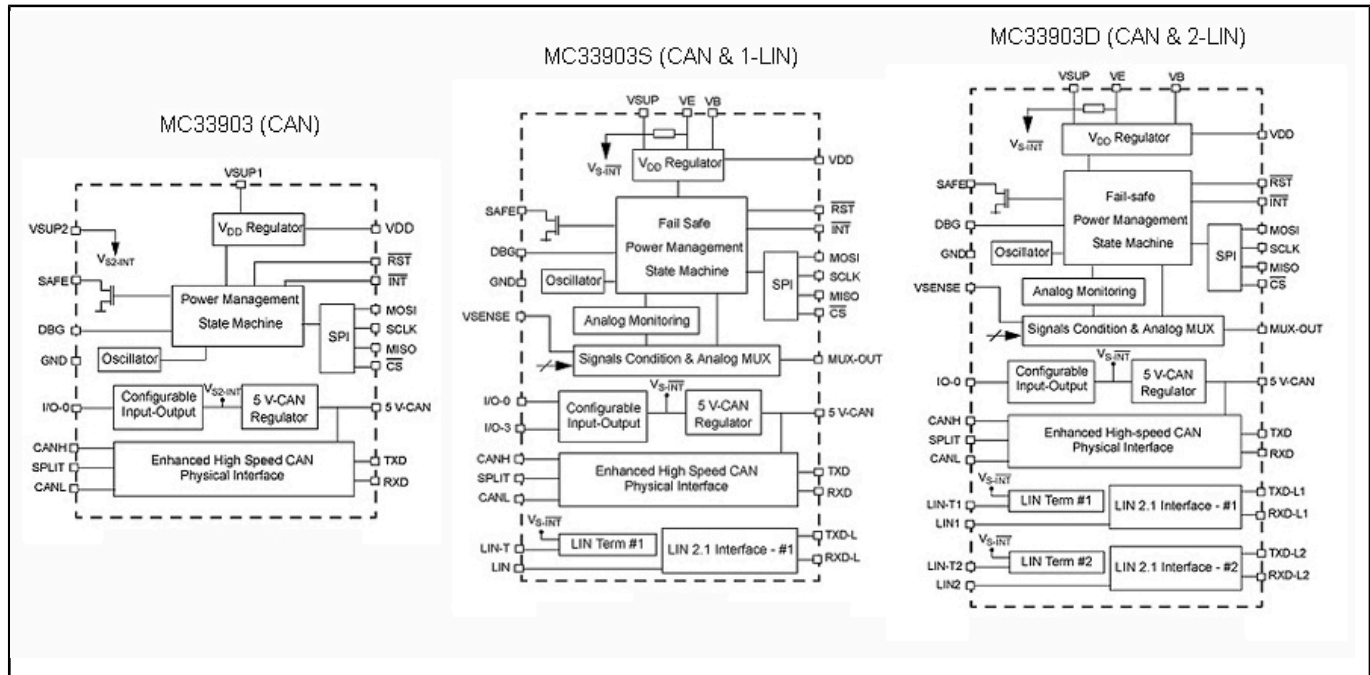 MC33903 (CAN)
VSUP1
VSUP2
VDD Regulator
VDD
VS2-INT
RST
SAFE
INT
Power Management
State Machine
MOSI
SCLK
SPI
MISO
CS
DBG
GND
Oscillator
VS2-INT
I/O-0
Configurable
Input-Output
5 V-CAN
Regulator
5 V-CAN
CANH
SPLIT
CANL
Enhanced High Speed CAN
Physical Interface
TXD
RXD
MC33903S (CAN & 1-LIN)
VSUP
VE
VB
VS-INT
VDD Regulator
VDD
SAFE
Fail Safe
Power Management
State Machine
RST
INT
DBG
GND
Oscillator
SPI
MOSI
SCLK
MISO
CS
VSENSE
Analog Monitoring
Signals Condition & Analog MUX
MUX-OUT
VS-INT
I/O-0
I/O-3
Configurable
Input-Output
5 V-CAN
Regulator
5 V-CAN
CANH
SPLIT
CANL
Enhanced High Speed CAN
Physical Interface
TXD
RXD
VS-INT
LIN-T
LIN
LIN Term #1
LIN 2.1 Interface - #1
TXD-L
RXD-L
MC33903D (CAN & 2-LIN)
VSUP
VE
VB
VS-INT
VDD Regulator
VDD
SAFE
Fail-safe
Power Management
State Machine
RST
INT
DBG
GND
Oscillator
SPI
MOSI
SCLK
MISO
CS
VSENSE
Analog Monitoring
Signals Condition & Analog MUX
MUX-OUT
VS-INT
IO-0
Configurable
Input-Output
5 V-CAN
Regulator
5 V-CAN
CANH
SPLIT
CANL
Enhanced High-speed CAN
Physical Interface
TXD
RXD
VS-INT
LIN-T1
LIN1
LIN Term #1
LIN 2.1 Interface - #1
TXD-L1
RXD-L1
VS-INT
LIN-T2
LIN2
LIN Term #2
LIN 2.1 Interface - #2
TXD-L2
RXD-L2